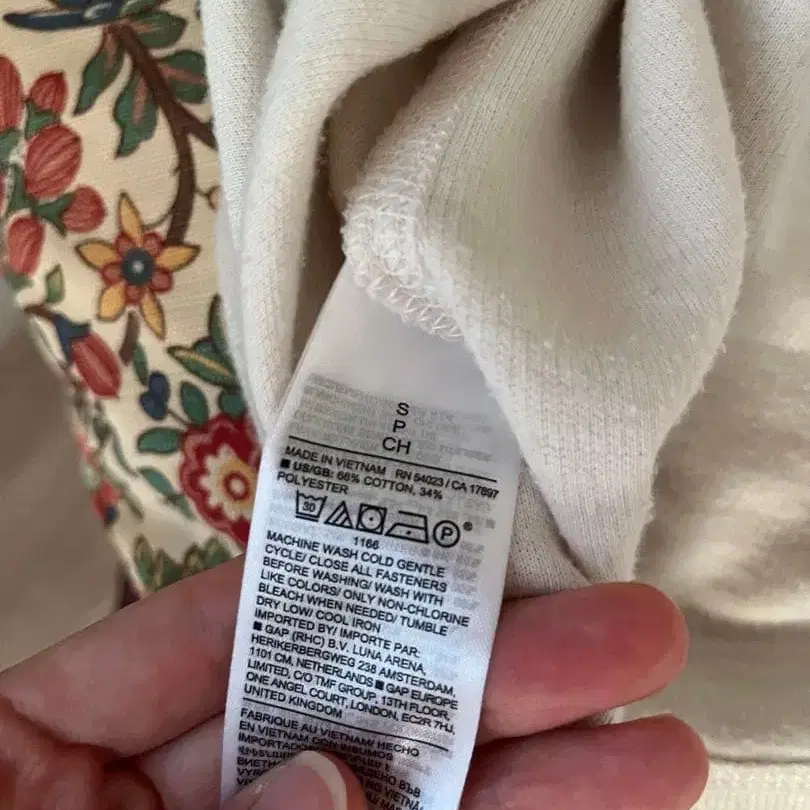 S
P
CH
MADE IN VIETNAM RN 54023 / CA 17897
■ US/GB: 66% COTTON, 34%
POLYESTER
30 P ®
1166
MACHINE WASH COLD GENTLE
CYCLE/ CLOSE ALL FASTENERS
BEFORE WASHING/ WASH WITH
LIKE COLORS/ ONLY NON-CHLORINE
BLEACH WHEN NEEDED/ TUMBLE
DRY LOW/ COOL IRON
IMPORTED BY/ IMPORTE PAR:
■ GAP (RHC) B.V. LUNA ARENA,
HERIKERBERGWEG 238 AMSTERDAM,
1101 CM, NETHERLANDS ■ GAP EUROPE
LIMITED, C/O TMF GROUP, 13TH FLOOR,
ONE ANGEL COURT, LONDON, EC2R 7HJ,
UNITED KINGDOM
FABRIQUE AU VIETNAM/ HECHO
EN VIETNAM CON INSUMOS